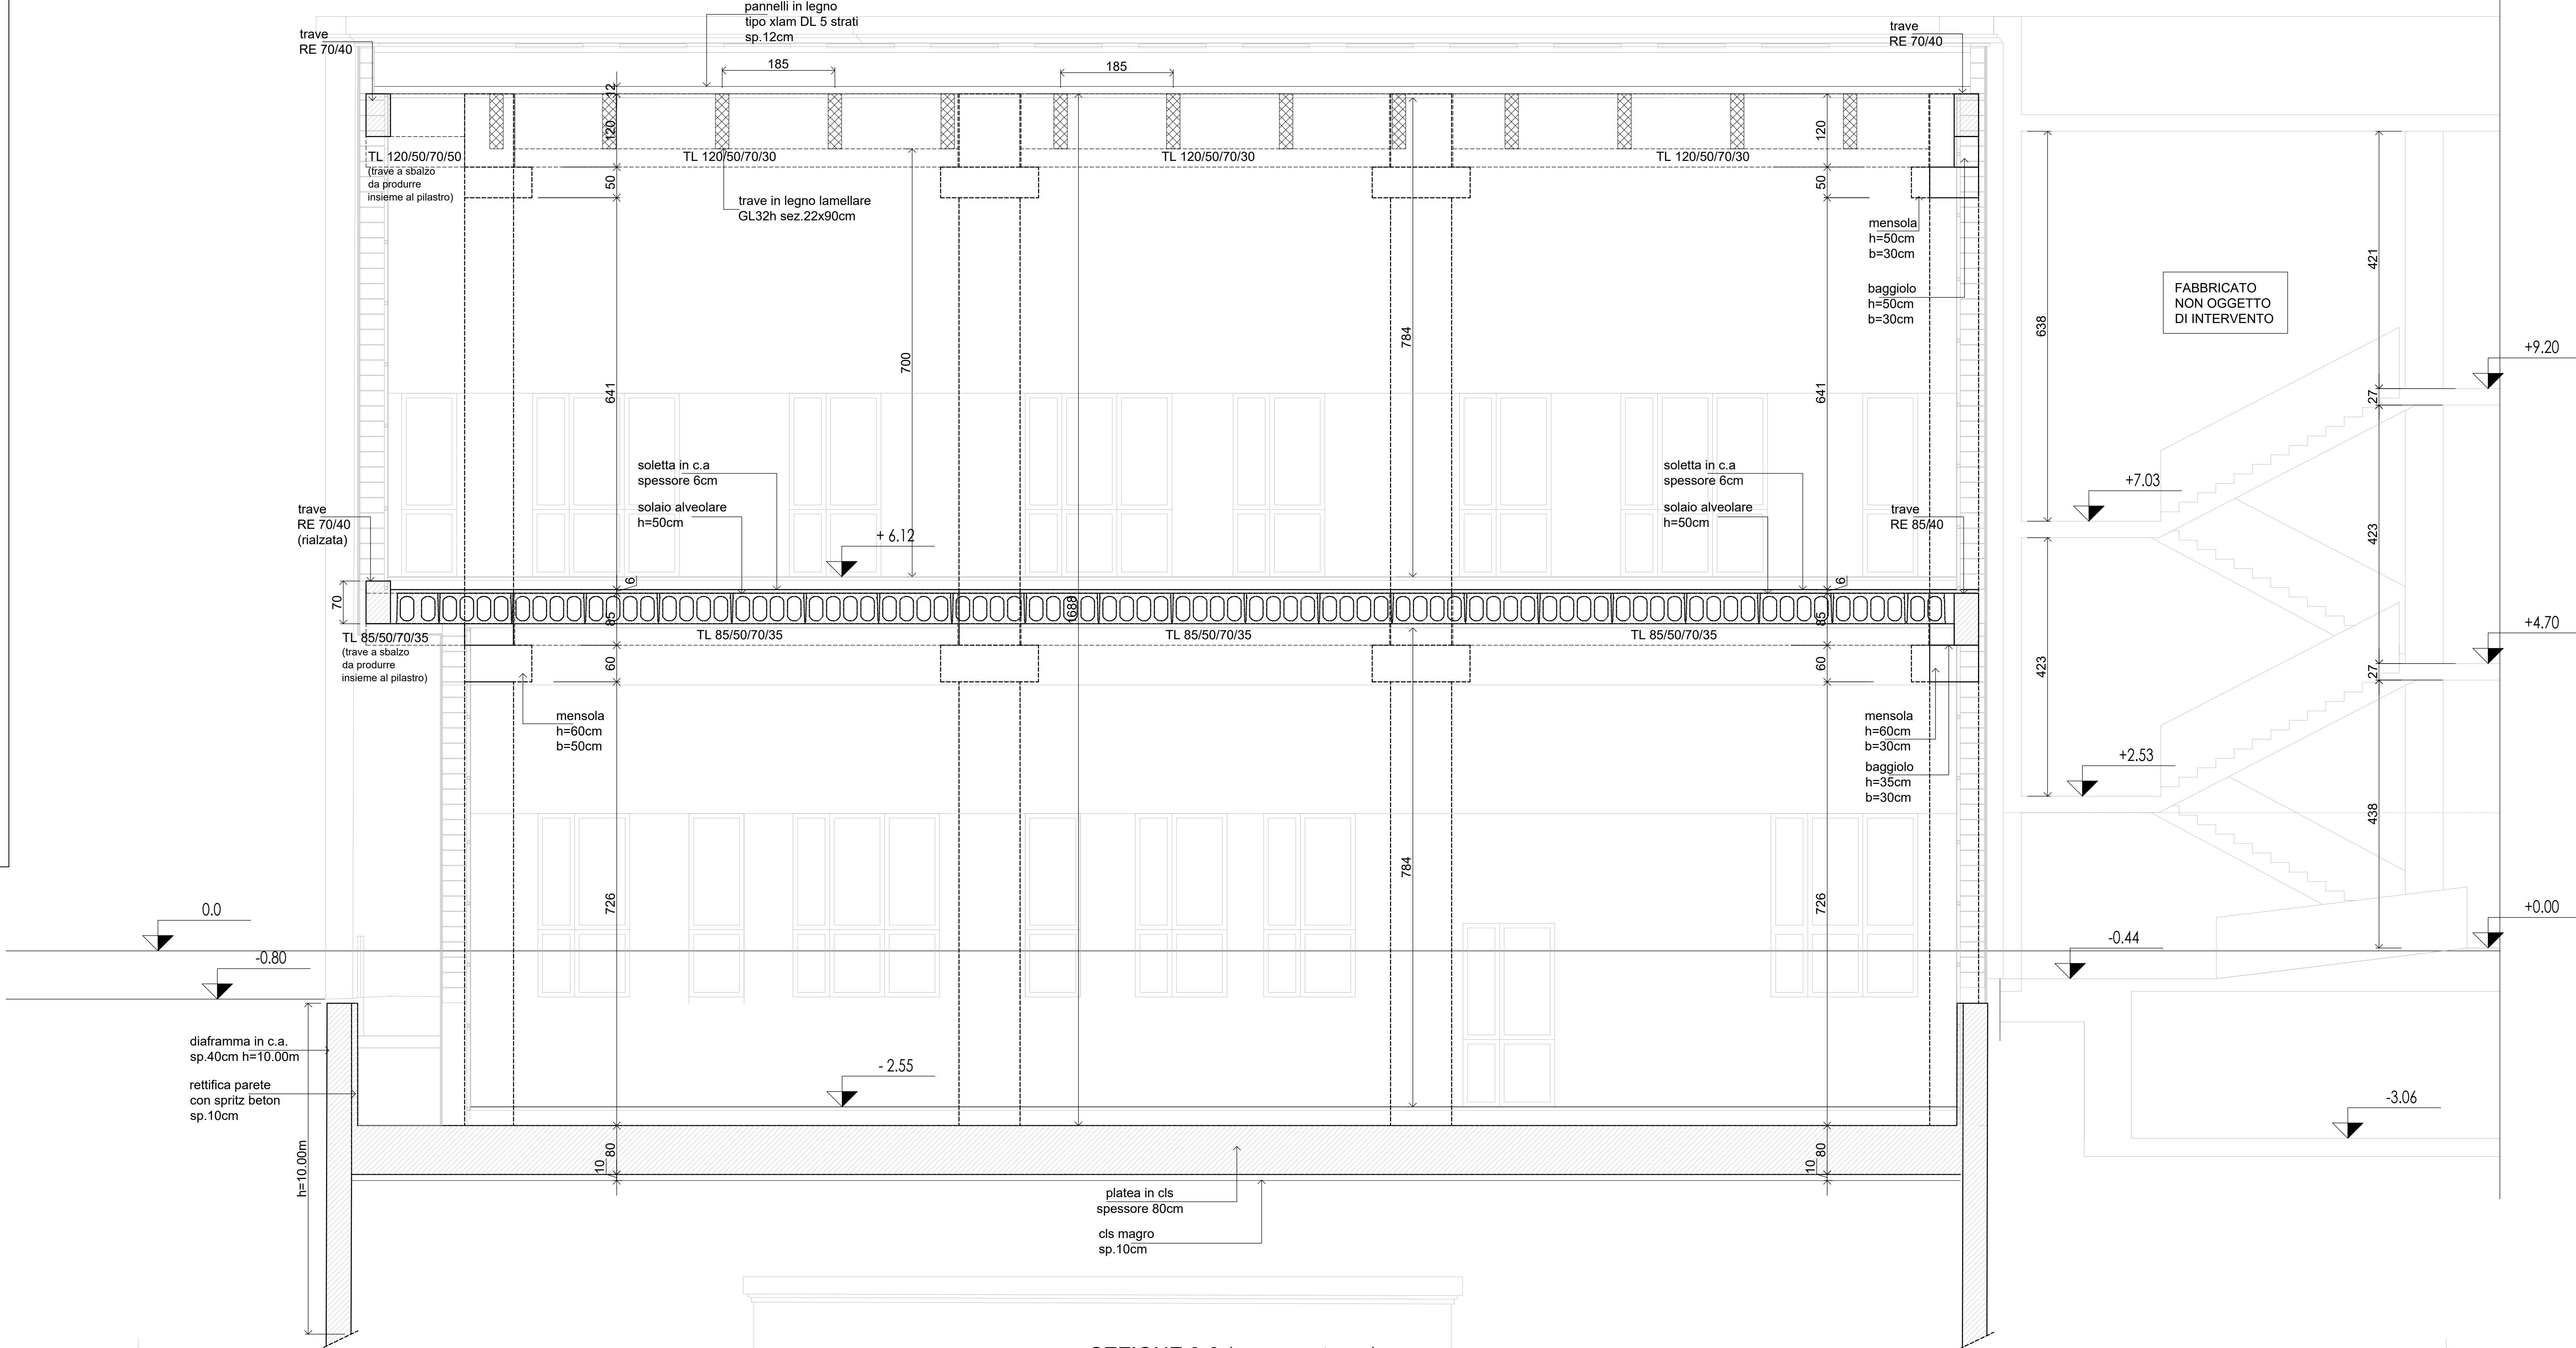 pannelli in legno
tipo xlam DL 5 strati
sp.12cm
trave
RE 70/40
trave
RE 70/40
185
185
12
120
120
TL 120/50/70/50
(trave a sbalzo
da produrre
insieme al pilastro)
TL 120/50/70/30
TL 120/50/70/30
TL 120/50/70/30
50
50
trave in legno lamellare
GL32h sez.22x90cm
mensola
h=50cm
b=30cm
baggiolo
h=50cm
b=30cm
FABBRICATO
NON OGGETTO
DI INTERVENTO
421
638
+9.20
27
641
700
784
641
soletta in c.a
spessore 6cm
solaio alveolare
h=50cm
soletta in c.a
spessore 6cm
solaio alveolare
h=50cm
+7.03
trave
RE 70/40
(rialzata)
trave
RE 85/40
+ 6.12
423
6
6
70
85
1688
85
TL 85/50/70/35
(trave a sbalzo
da produrre
insieme al pilastro)
TL 85/50/70/35
TL 85/50/70/35
TL 85/50/70/35
+4.70
60
60
423
27
mensola
h=60cm
b=50cm
mensola
h=60cm
b=30cm
baggiolo
h=35cm
b=30cm
+2.53
438
784
726
726
0.0
+0.00
-0.80
-0.44
diaframma in c.a.
sp.40cm h=10.00m
rettifica parete
con spritz beton
sp.10cm
- 2.55
-3.06
h=10.00m
80
10
80
10
platea in cls
spessore 80cm
cls magro
sp.10cm